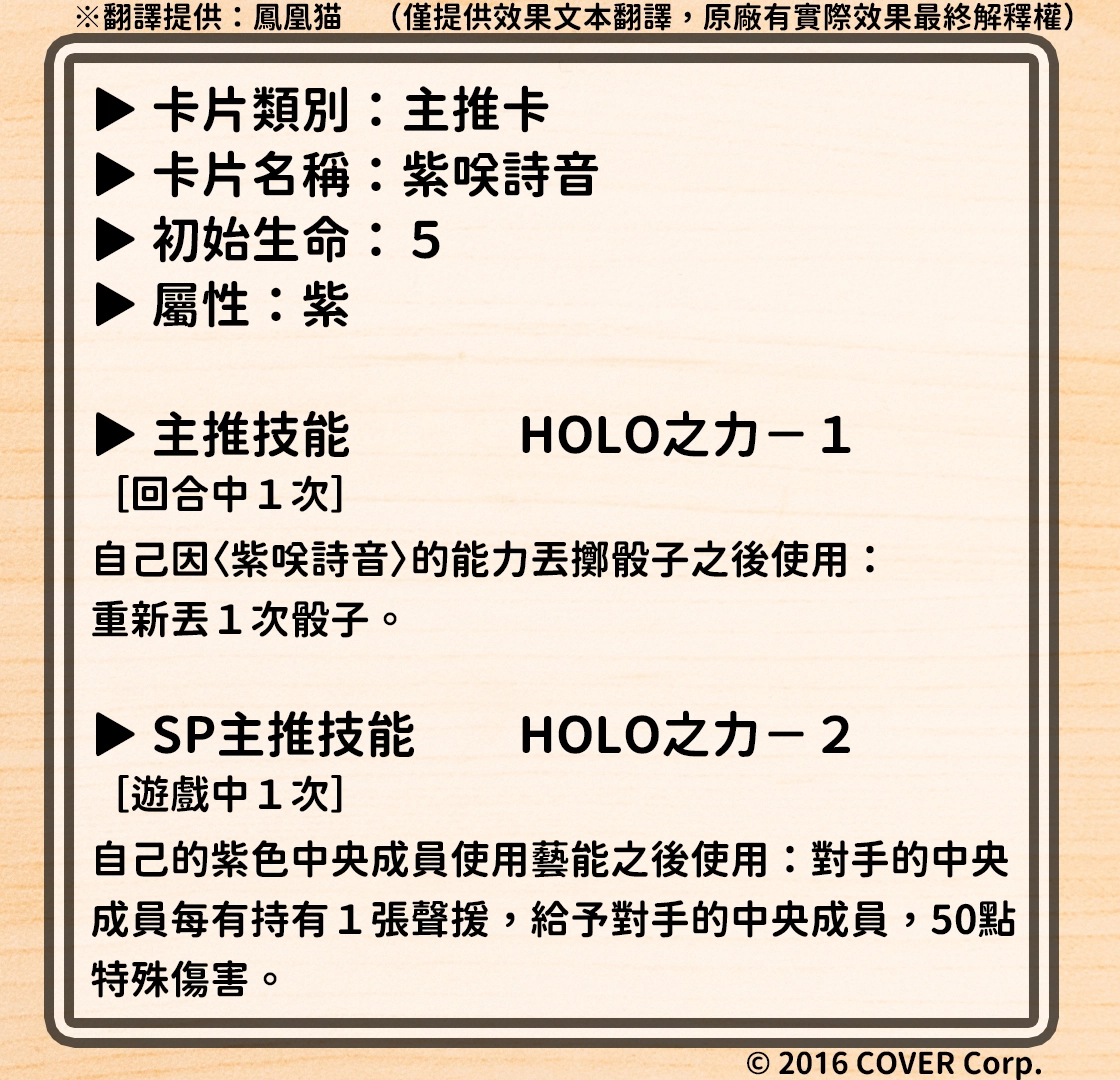 ※翻譯提供：鳳凰猫　（僅提供效果文本翻譯，原廠有實際效果最終解釋權）
▶ 卡片類別：主推卡
▶ 卡片名稱：紫咲詩音
▶ 初始生命：５
▶ 屬性：紫
▶ 主推技能　HOLO之力－１
［回合中１次］
自己因〈紫咲詩音〉的能力丟擲骰子之後使用：
重新丟１次骰子。
▶ SP主推技能　HOLO之力－２
［遊戲中１次］
自己的紫色中央成員使用藝能之後使用：對手的中央
成員每有持有１張聲援，給予對手的中央成員，50點
特殊傷害。
© 2016 COVER Corp.